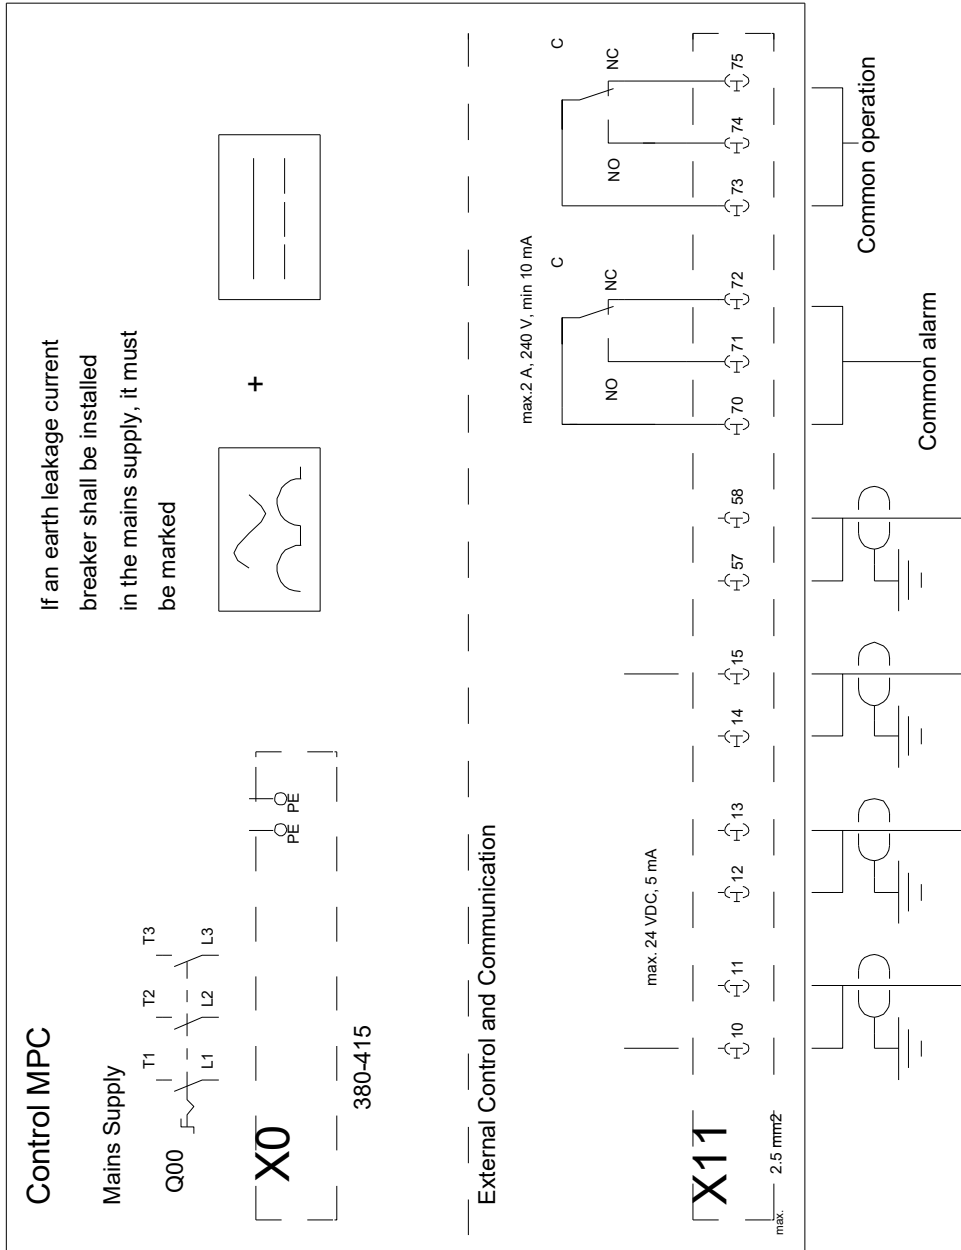 Control MPC
Mains Supply
Q00
T1
T2
T3
L1
L2
L3
X0
PE
PE
380-415
If an earth leakage current
breaker shall be installed
in the mains supply, it must
be marked
+
External Control and Communication
max. 24 VDC, 5 mA
max.2 A, 240 V, min 10 mA
C
NO
NC
C
NO
NC
X11
10
11
12
13
14
15
57
58
70
71
72
73
74
75
max.
2.5 mm2
Common alarm
Common operation